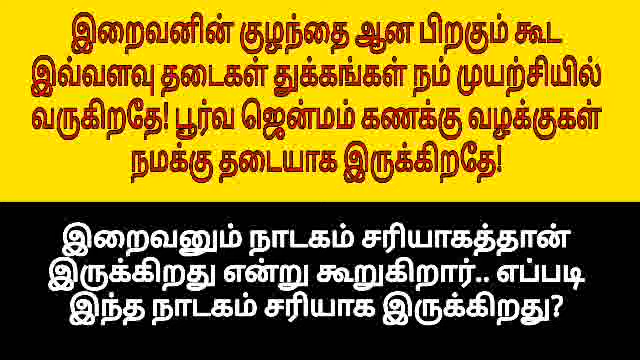 இறைவனின் குழந்தை ஆன பிறகும் கூட
இவ்வளவு தடைகள் துக்கங்கள் நம் முயற்சியில்
வருகிறதே! பூர்வ ஜென்மம் கணக்கு வழக்குகள்
நமக்கு தடையாக இருக்கிறதே!
இறைவனும் நாடகம் சரியாகத்தான்
இருக்கிறது என்று கூறுகிறார்.. எப்படி
இந்த நாடகம் சரியாக இருக்கிறது?